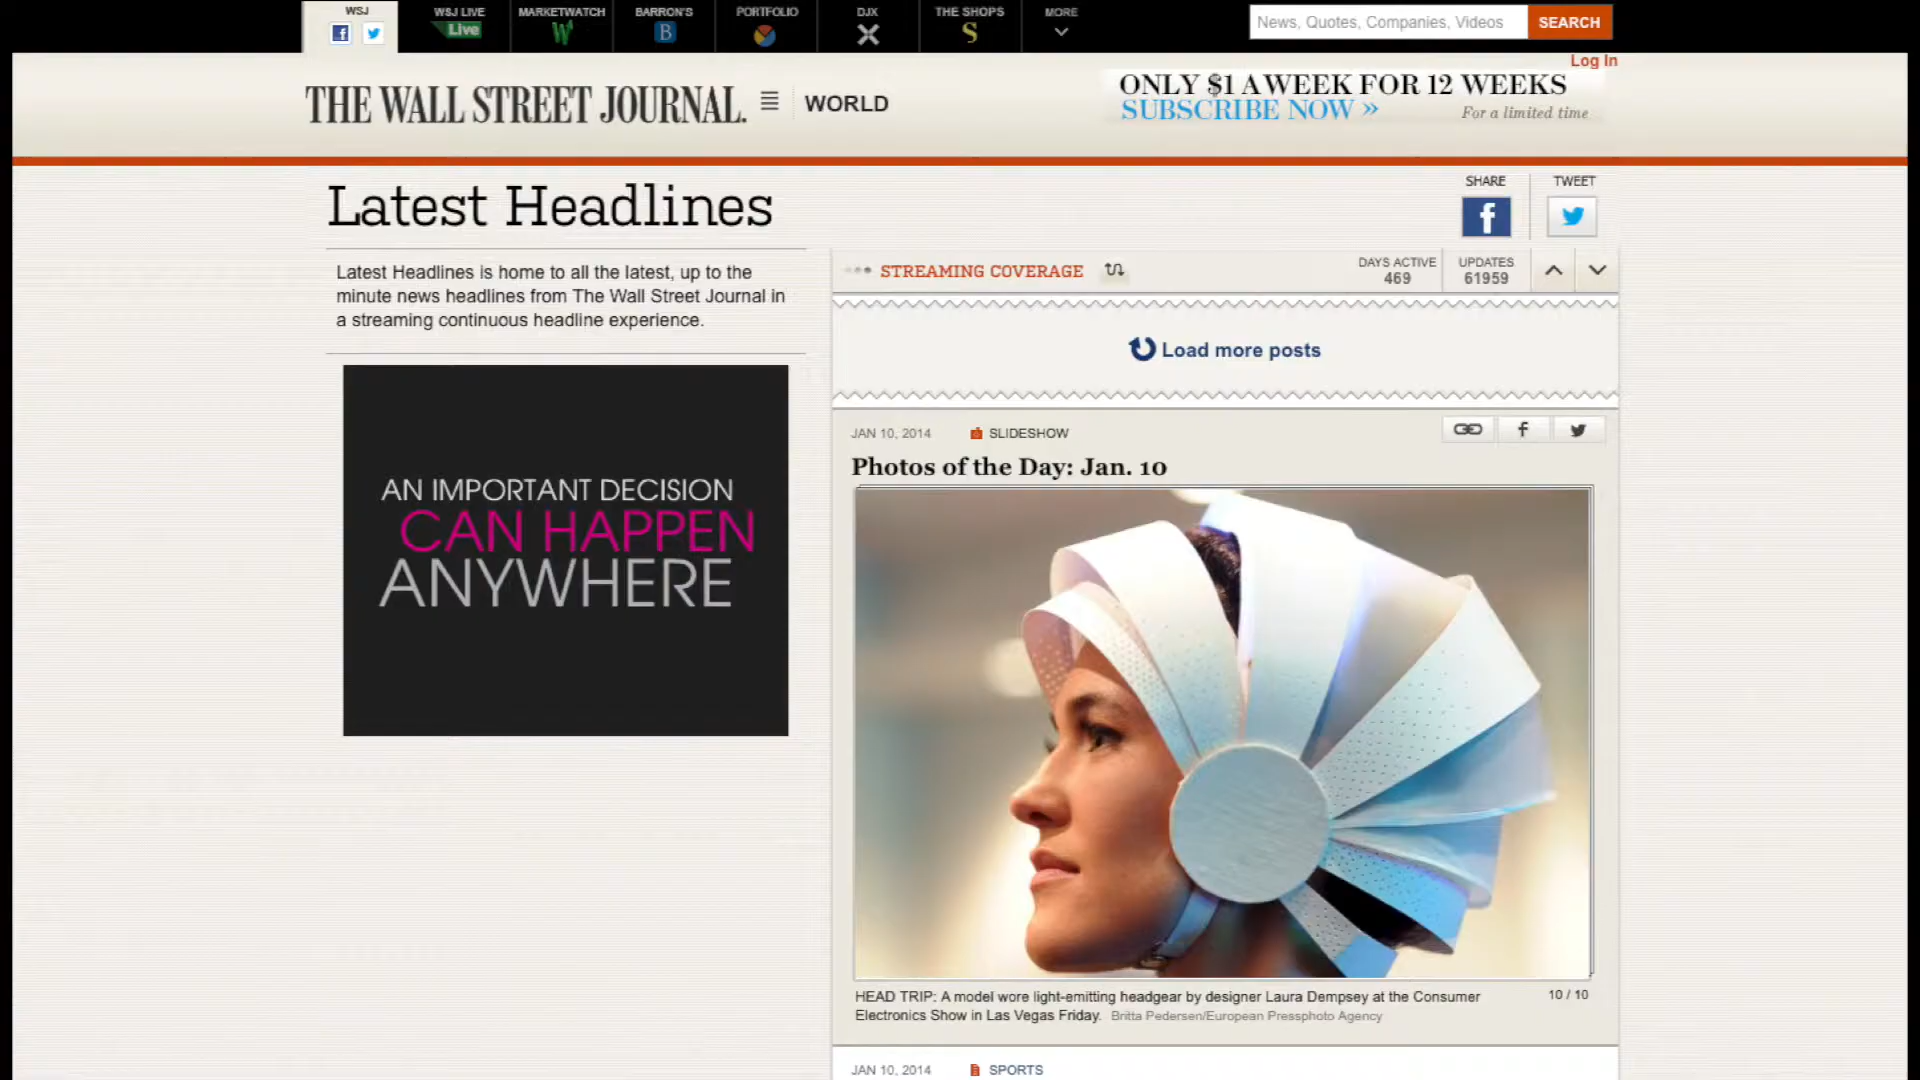 WSJ
WSJ LIVE
Live
MARKETWATCH
W
BARRON'S
B
PORTFOLIO
DJX
THE SHOPS
S
MORE
News, Quotes, Companies, Videos
SEARCH
Log In
THE WALL STREET JOURNAL.
WORLD
ONLY $1 A WEEK FOR 12 WEEKS
SUBSCRIBE NOW »
For a limited time
Latest Headlines
SHARE
TWEET
Latest Headlines is home to all the latest, up to the
minute news headlines from The Wall Street Journal in
a streaming continuous headline experience.
AN IMPORTANT DECISION
CAN HAPPEN
ANYWHERE
STREAMING COVERAGE
DAYS ACTIVE
469
UPDATES
61959
Load more posts
JAN 10, 2014
SLIDESHOW
Photos of the Day: Jan. 10
HEAD TRIP: A model wore light-emitting headgear by designer Laura Dempsey at the Consumer
Electronics Show in Las Vegas Friday. Britta Pedersen/European Pressphoto Agency
10 / 10
JAN 10, 2014
SPORTS